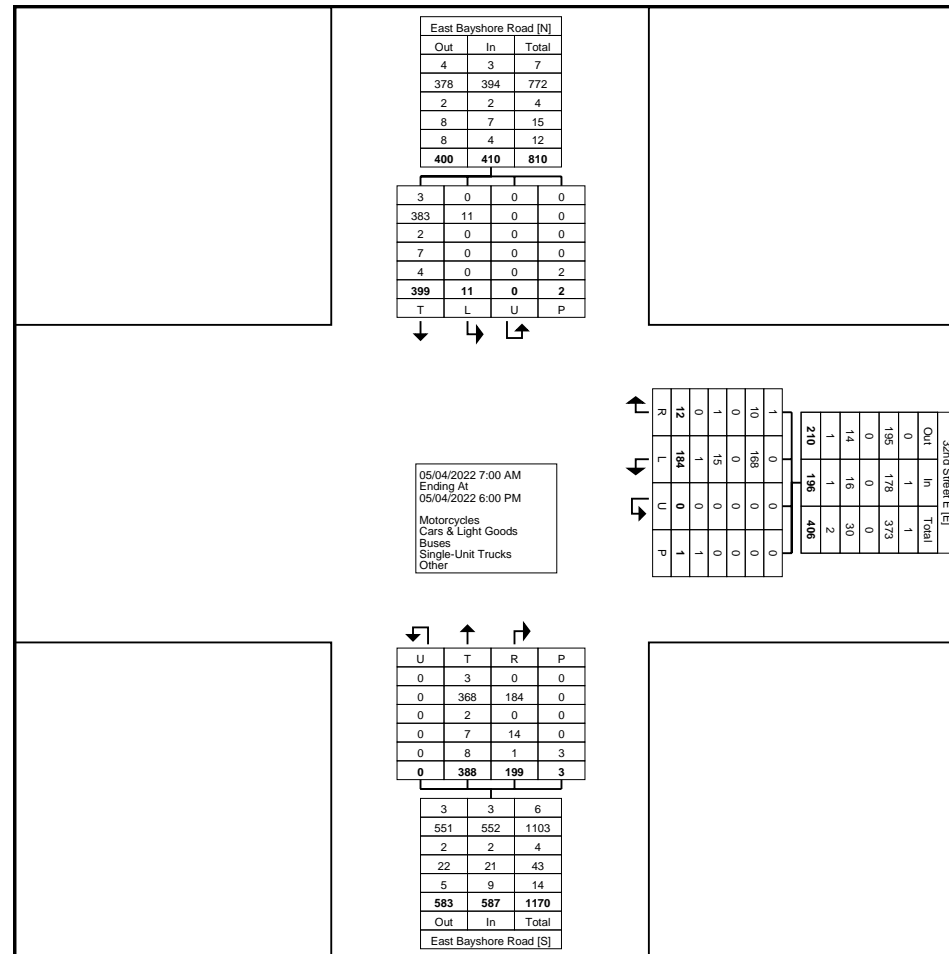 East Bayshore Road [N]
Out In Total
4 3 7
378 394 772
2 2 4
8 7 15
8 4 12
400 410 810
3 0 0 0
383 11 0 0
2 0 0 0
7 0 0 0
4 0 0 2
399 11 0 2
T L U P
32nd Street E [E]
Out In Total
0 1 1
195 178 373
0 0 0
14 16 30
1 1 2
210 196 406
1 0 0 0
10 168 0 0
0 0 0 0
1 15 0 0
0 1 0 1
12 184 0 1
R L U P
05/04/2022 7:00 AM
Ending At
05/04/2022 6:00 PM
Motorcycles
Cars & Light Goods
Buses
Single-Unit Trucks
Other
U T R P
0 3 0 0
0 368 184 0
0 2 0 0
0 7 14 0
0 8 1 3
0 388 199 3
3 3 6
551 552 1103
2 2 4
22 21 43
5 9 14
583 587 1170
Out In Total
East Bayshore Road [S]